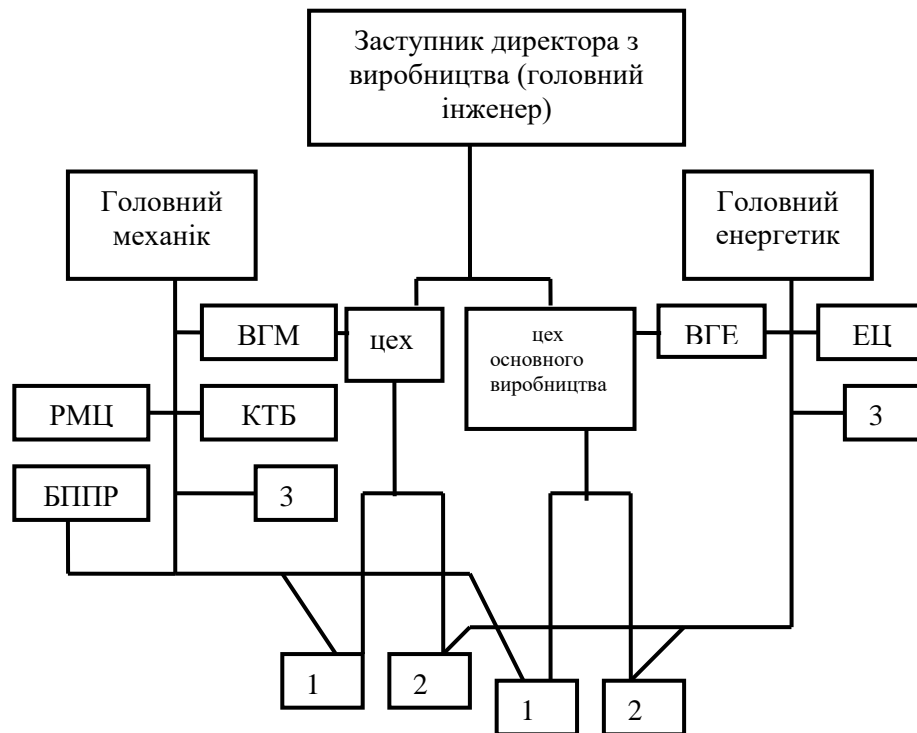 Заступник директора з
виробництва (головний
інженер)
Головний
механік
Головний
енергетик
ВГМ
цех
цех
основного
виробництва
ВГЕ
ЕЦ
РМЦ
КТБ
3
БППР
3
1
2
1
2